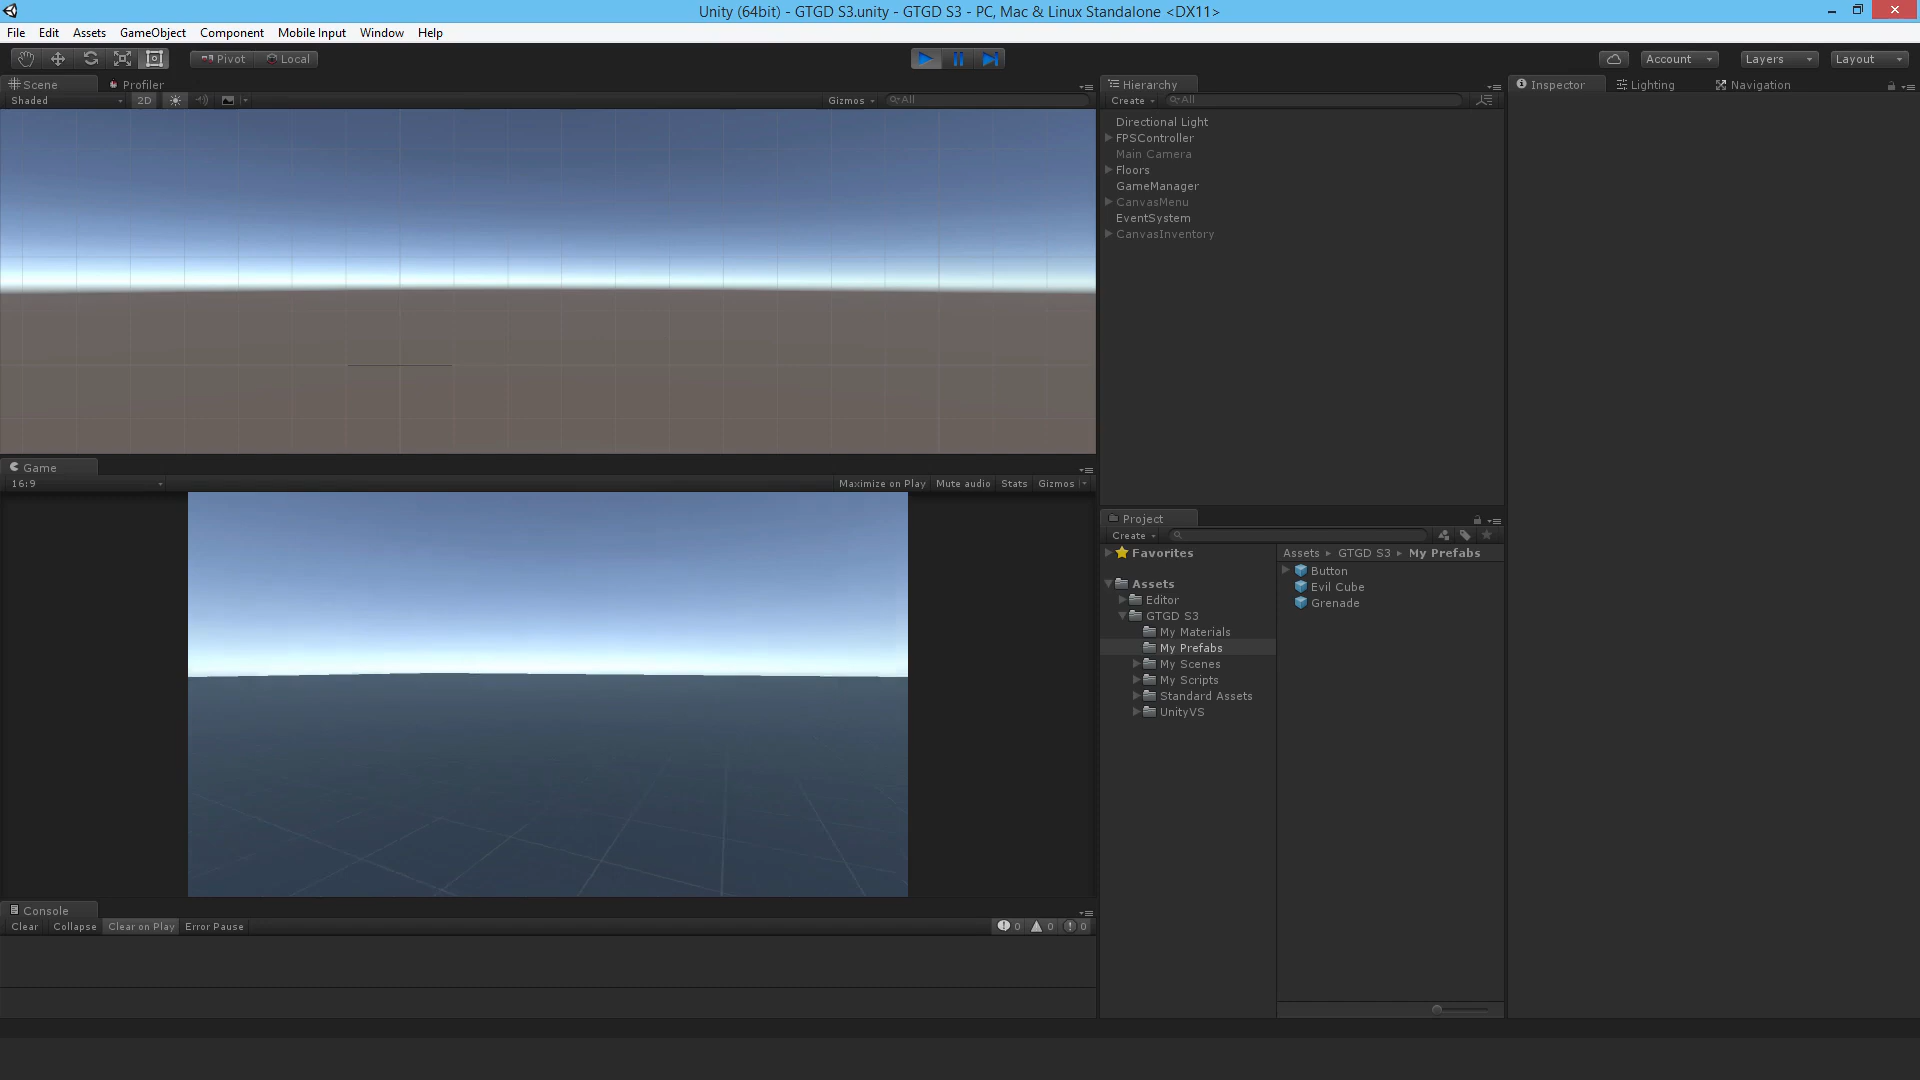 Unity (64bit) - GTGD S3.unity - GTGD S3 - PC, Mac & Linux Standalone <DX11>
File Edit Assets GameObject Component Mobile Input Window Help
Pivot Local Account Layers Layout
Scene Profiler
Shaded 2D Gizmos All
Hierarchy
Create All
Directional Light
FPSController
Main Camera
Floors
GameManager
CanvasMenu
EventSystem
CanvasInventory
Inspector Lighting Navigation
Game
16:9 Maximize on Play Mute audio Stats Gizmos
Project
Create
Favorites
Assets
Editor
GTGD S3
My Materials
My Prefabs
My Scenes
My Scripts
Standard Assets
UnityVS
Assets GTGD S3 My Prefabs
Button
Evil Cube
Grenade
Console
Clear Collapse Clear on Play Error Pause 0 0 0